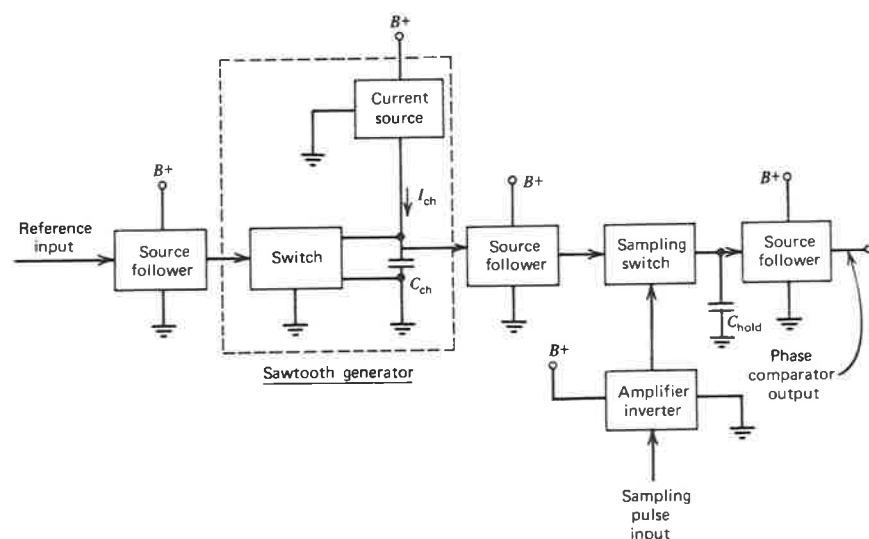 B+
Current
source
B+
B+
B+
I_ch
Reference
input
Source
follower
Switch
C_ch
Source
follower
Sampling
switch
Source
follower
C_hold
Sawtooth generator
B+
Amplifier
inverter
Phase
comparator
output
Sampling
pulse
input